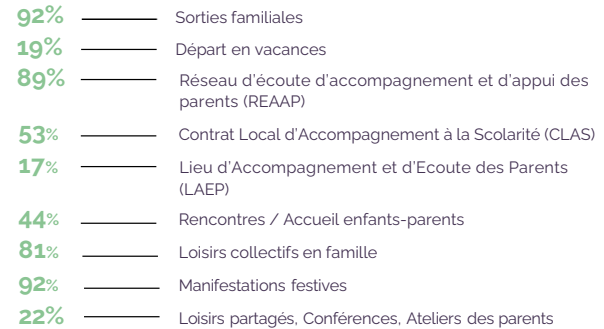 92% Sorties familiales
19% Départ en vacances
89% Réseau d'écoute d'accompagnement et d'appui des
parents (REAAP)
53% Contrat Local d'Accompagnement à la Scolarité (CLAS)
17% Lieu d'Accompagnement et d'Ecoute des Parents
(LAEP)
44% Rencontres / Accueil enfants-parents
81% Loisirs collectifs en famille
92% Manifestations festives
22% Loisirs partagés, Conférences, Ateliers des parents